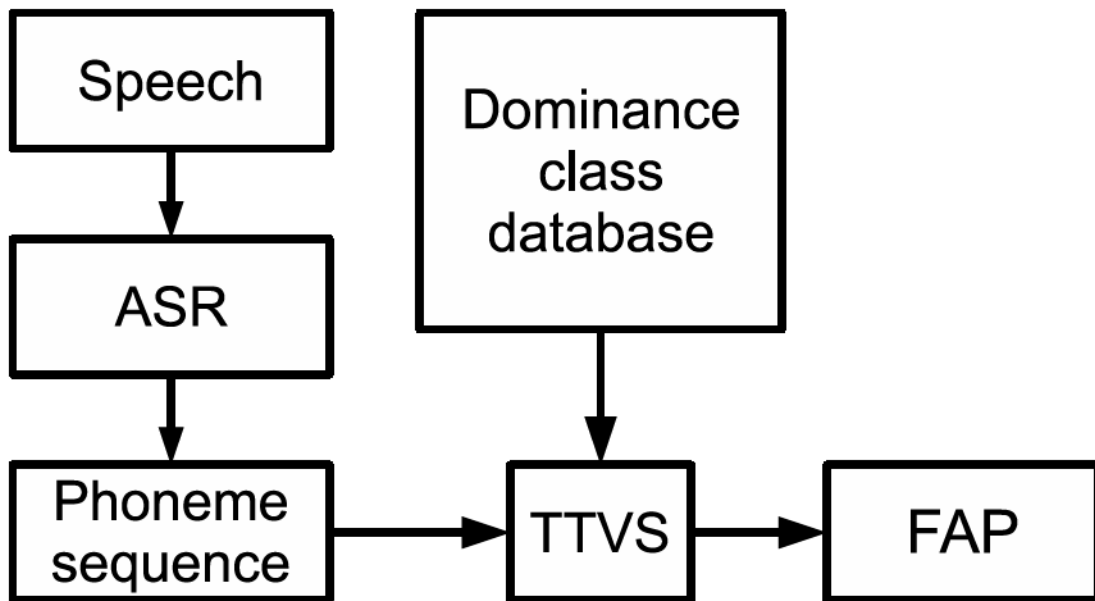 Speech
Dominance
class
database
ASR
Phoneme
sequence
TTVS
FAP